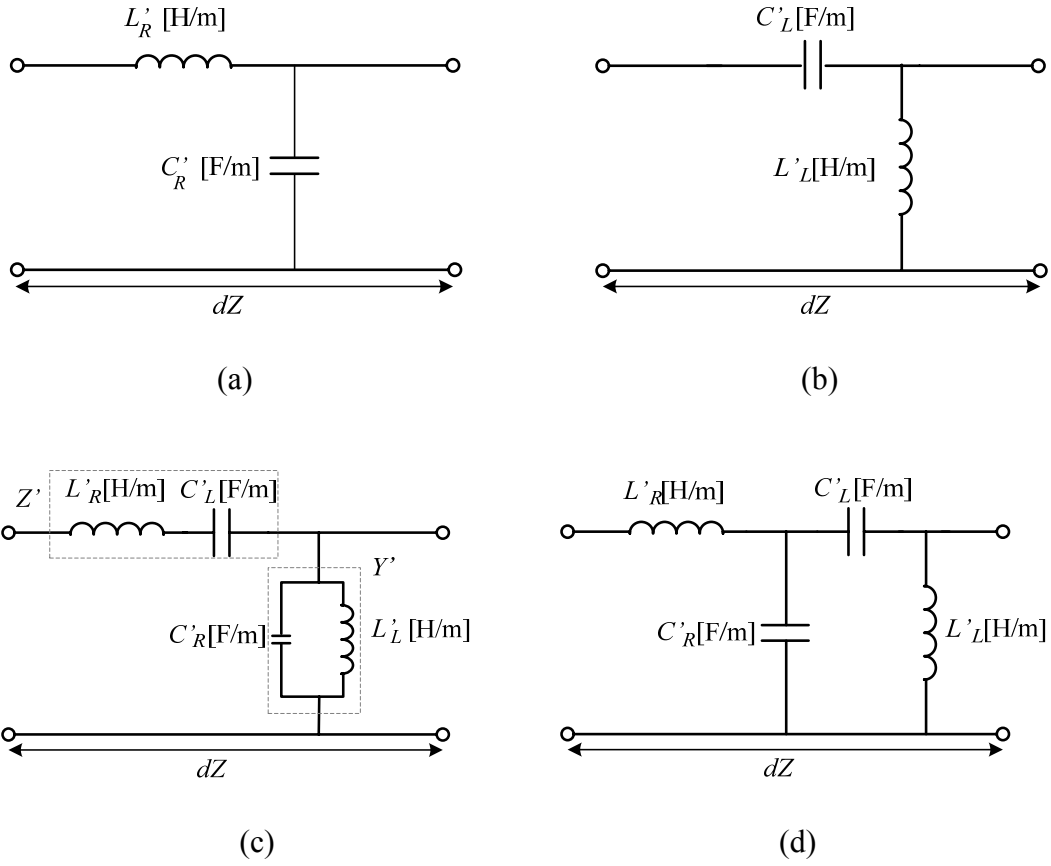 L'R [H/m]
C'R [F/m]
dZ
(a)
C'L[F/m]
L'L[H/m]
dZ
(b)
Z'
L'R[H/m]
C'L[F/m]
Y'
C'R[F/m]
L'L [H/m]
dZ
(c)
L'R[H/m]
C'L[F/m]
C'R[F/m]
L'L[H/m]
dZ
(d)